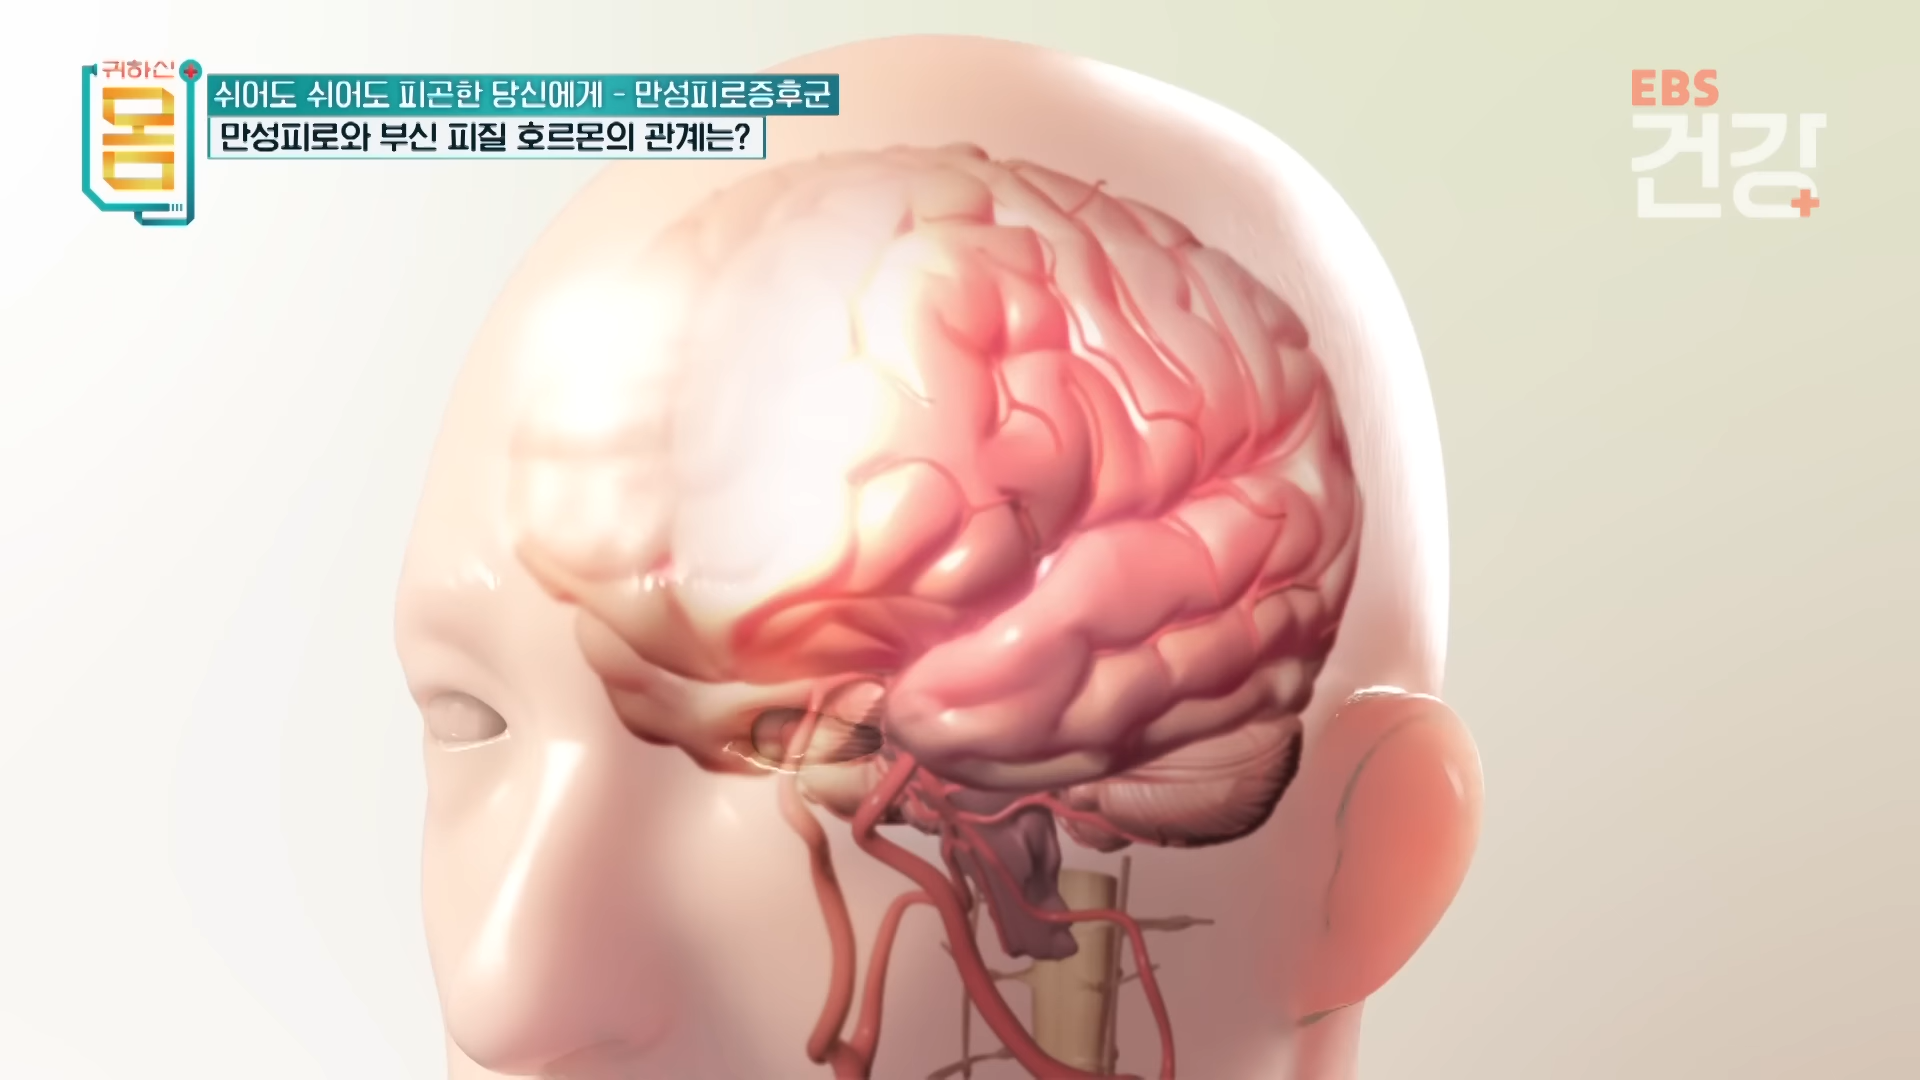 귀하신
몸
쉬어도 쉬어도 피곤한 당신에게 - 만성피로증후군
만성피로와 부신 피질 호르몬의 관계는?
EBS
건강